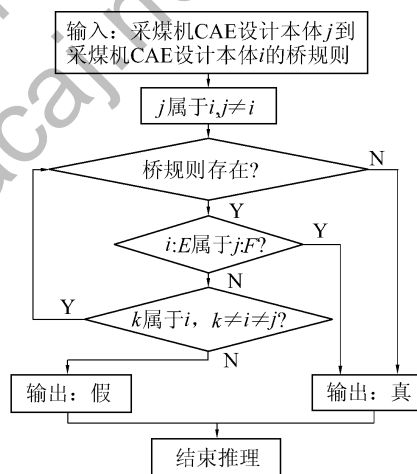 输入：采煤机CAE设计本体j到
采煤机CAE设计本体i的桥规则
j属于i,j≠i
桥规则存在?
N
Y
i:E属于j:F?
Y
N
Y
k属于i，k≠i≠j?
N
输出：假
输出：真
结束推理